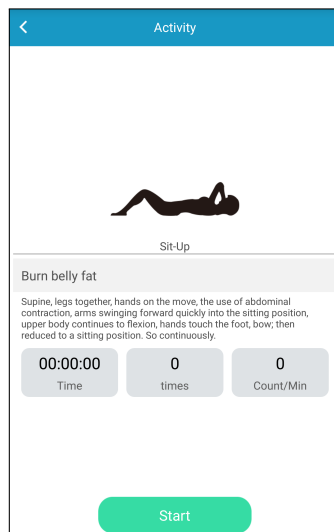 Activity
Sit-Up
Burn belly fat
Supine, legs together, hands on the move, the use of abdominal
contraction, arms swinging forward quickly into the sitting position,
upper body continues to flexion, hands touch the foot, bow; then
reduced to a sitting position. So continuously.
00:00:00 0 0
Time times Count/Min
Start